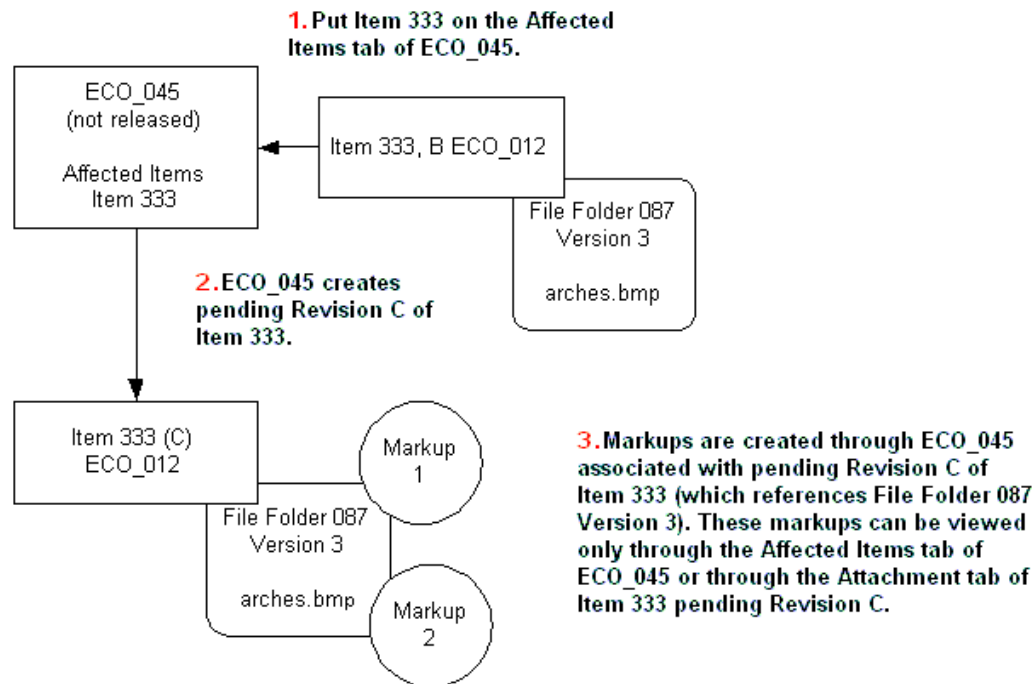 1. Put Item 333 on the Affected
Items tab of ECO_045.
ECO_045
(not released)
Affected Items
Item 333
Item 333, B ECO_012
File Folder 087
Version 3
arches.bmp
2. ECO_045 creates
pending Revision C of
Item 333.
Item 333 (C)
ECO_012
Markup
1
File Folder 087
Version 3
arches.bmp
Markup
2
3. Markups are created through ECO_045
associated with pending Revision C of
Item 333 (which references File Folder 087
Version 3). These markups can be viewed
only through the Affected Items tab of
ECO_045 or through the Attachment tab of
Item 333 pending Revision C.